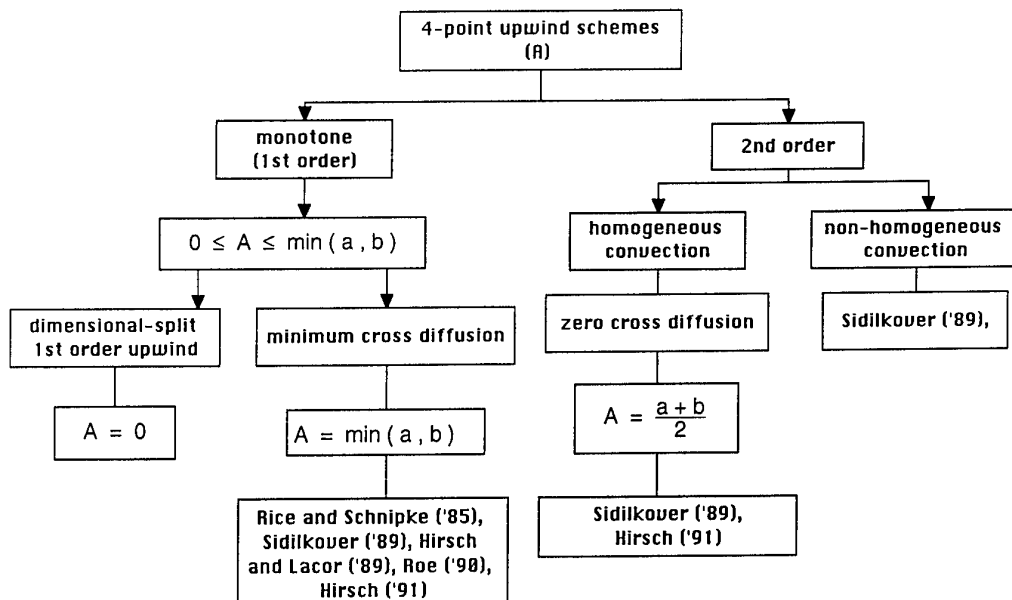 4-point upwind schemes
(A)
monotone
(1st order)
2nd order
0 ≤ A ≤ min ( a , b )
homogeneous
convection
non-homogeneous
convection
dimensional-split
1st order upwind
minimum cross diffusion
zero cross diffusion
Sidilkover ('89),
A = 0
A = min ( a , b )
A = a + b
2
Rice and Schnipke ('85),
Sidilkover ('89), Hirsch
and Lacor ('89), Roe ('90),
Hirsch ('91)
Sidilkover ('89),
Hirsch ('91)